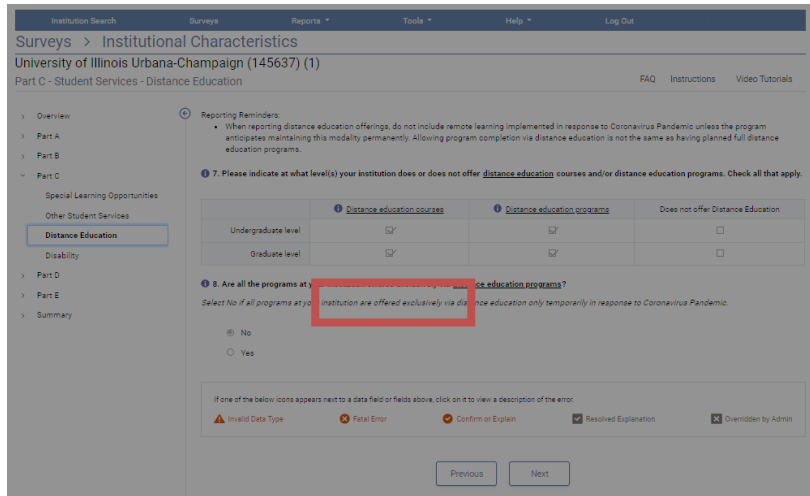 Institution Search Surveys Reports Tools Help Log Out
Surveys > Institutional Characteristics
University of Illinois Urbana-Champaign (145637) (1)
Part C - Student Services - Distance Education
FAQ Instructions Video Tutorials
Overview
Part A
Part B
Part C
Special Learning Opportunities
Other Student Services
Distance Education
Disability
Part D
Part E
Summary
Reporting Reminders:
• When reporting distance education offerings, do not include remote learning implemented in response to Coronavirus Pandemic unless the program
anticipates maintaining this modality permanently. Allowing program completion via distance education is not the same as having planned full distance
education programs.
7. Please indicate at what level(s) your institution does or does not offer distance education courses and/or distance education programs. Check all that apply.
Distance education courses Distance education programs Does not offer Distance Education
Undergraduate level
Graduate level
8. Are all the programs at distance education programs?
Select No if all programs at your institution are offered exclusively via distance education only temporarily in response to Coronavirus Pandemic.
No
Yes
If one of the below icons appears next to a data field or fields above, click on it to view a description of the error.
Invalid Data Type Fatal Error Confirm or Explain Resolved Explanation Overridden by Admin
Previous Next